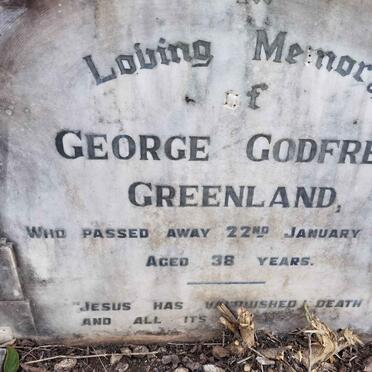 Loving Memor
of
GEORGE GODFRE
GREENLAND,
WHO PASSED AWAY 22ND JANUARY
AGED 38 YEARS.
"JESUS HAS VANQUISHED DEATH
AND ALL ITS